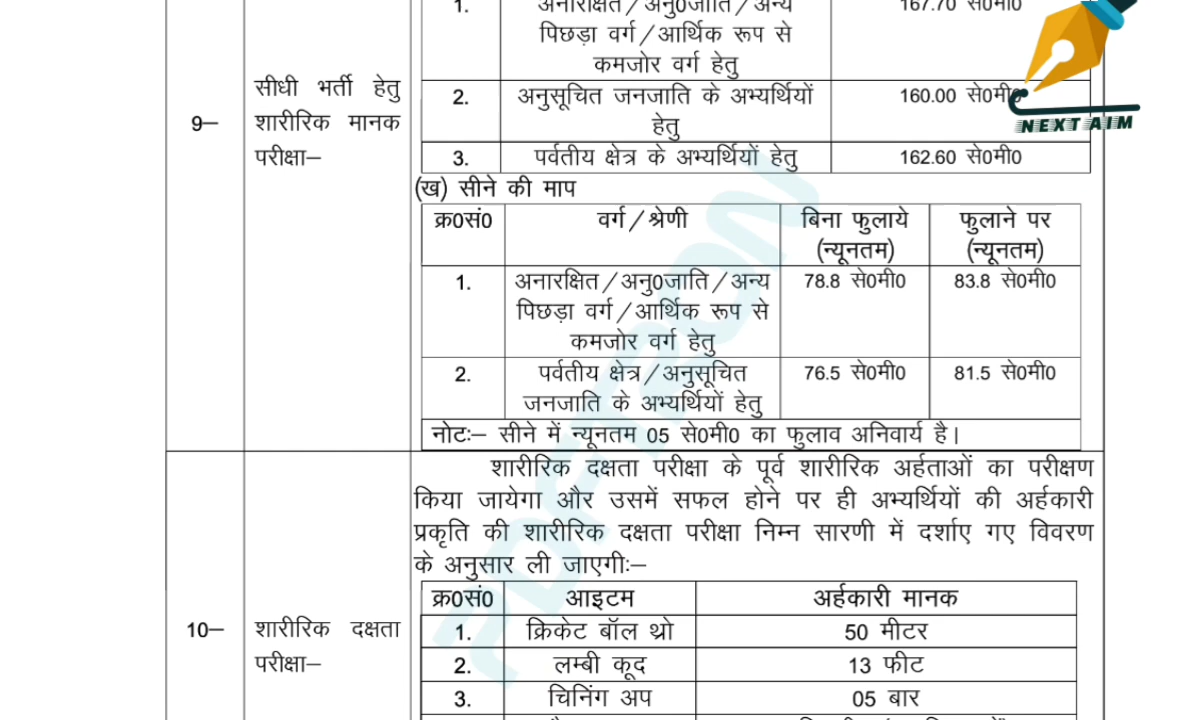 1. अनारक्षित/अनु0जाति/अन्य 167.70 से0मी0
पिछड़ा वर्ग/आर्थिक रूप से
कमजोर वर्ग हेतु
9— सीधी भर्ती हेतु
शारीरिक मानक
परीक्षा—
2. अनुसूचित जनजाति के अभ्यर्थियों 160.00 से0मी0
हेतु
3. पर्वतीय क्षेत्र के अभ्यर्थियों हेतु 162.60 से0मी0
NEXT AIM
(ख) सीने की माप
क्र0सं0 वर्ग/श्रेणी बिना फुलाये फुलाने पर
(न्यूनतम) (न्यूनतम)
1. अनारक्षित/अनु0जाति/अन्य 78.8 से0मी0 83.8 से0मी0
पिछड़ा वर्ग/आर्थिक रूप से
कमजोर वर्ग हेतु
2. पर्वतीय क्षेत्र/अनुसूचित 76.5 से0मी0 81.5 से0मी0
जनजाति के अभ्यर्थियों हेतु
नोटः— सीने में न्यूनतम 05 से0मी0 का फुलाव अनिवार्य है।
शारीरिक दक्षता परीक्षा के पूर्व शारीरिक अर्हताओं का परीक्षण
किया जायेगा और उसमें सफल होने पर ही अभ्यर्थियों की अर्हकारी
प्रकृति की शारीरिक दक्षता परीक्षा निम्न सारणी में दर्शाए गए विवरण
के अनुसार ली जाएगीः—
10— शारीरिक दक्षता
परीक्षा—
क्र0सं0 आइटम अर्हकारी मानक
1. क्रिकेट बॉल थ्रो 50 मीटर
2. लम्बी कूद 13 फीट
3. चिनिंग अप 05 बार
PDFTRON